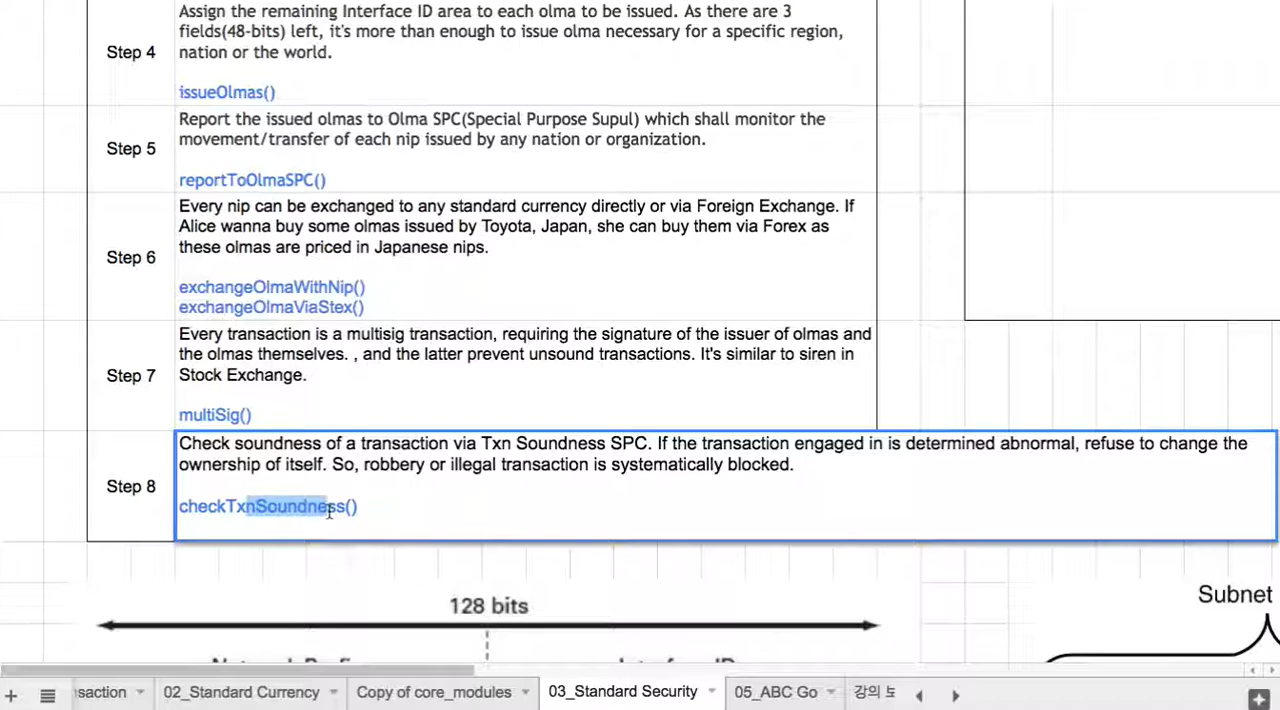 Assign the remaining Interface ID area to each olma to be issued. As there are 3
fields(48-bits) left, it's more than enough to issue olma necessary for a specific region,
Step 4
nation or the world.
issueOlmas()
Report the issued olmas to Olma SPC(Special Purpose Supul) which shall monitor the
movement/transfer of each nip issued by any nation or organization.
Step 5
reportToOlmaSPC()
Every nip can be exchanged to any standard currency directly or via Foreign Exchange. If
Alice wanna buy some olmas issued by Toyota, Japan, she can buy them via Forex as
these olmas are priced in Japanese nips.
Step 6
exchangeOlmaWithNip()
exchangeOlmaViaStex()
Every transaction is a multisig transaction, requiring the signature of the issuer of olmas and
the olmas themselves. , and the latter prevent unsound transactions. It's similar to siren in
Stock Exchange.
Step 7
multiSig()
Check soundness of a transaction via Txn Soundness SPC. If the transaction engaged in is determined abnormal, refuse to change the
ownership of itself. So, robbery or illegal transaction is systematically blocked.
Step 8
checkTxnSoundness()
128 bits
Subnet
saction
02_Standard Currency
Copy of core_modules
03_Standard Security
05_ABC Go
강의 노